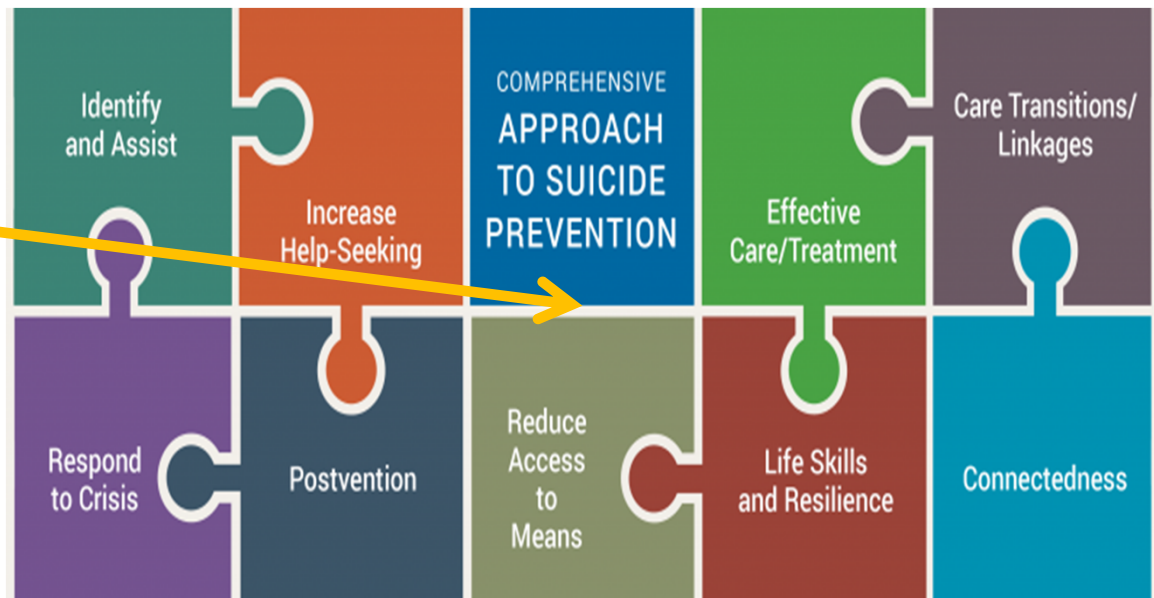 Identify
and Assist
Increase
Help-Seeking
COMPREHENSIVE
APPROACH
TO SUICIDE
PREVENTION
Effective
Care/Treatment
Care Transitions/
Linkages
Respond
to Crisis
Postvention
Reduce
Access
to
Means
Life Skills
and Resilience
Connectedness